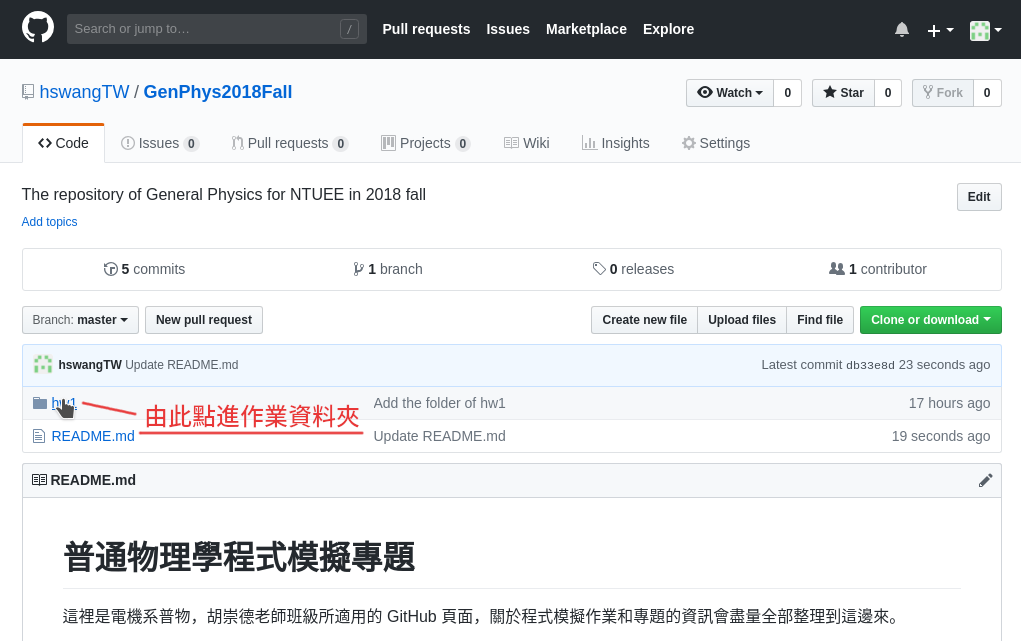 Search or jump to… / Pull requests Issues Marketplace Explore
hswangTW / GenPhys2018Fall Watch 0 Star 0 Fork 0
Code Issues 0 Pull requests 0 Projects 0 Wiki Insights Settings
The repository of General Physics for NTUEE in 2018 fall Edit
Add topics
5 commits 1 branch 0 releases 1 contributor
Branch: master New pull request Create new file Upload files Find file Clone or download
hswangTW Update README.md Latest commit db33e8d 23 seconds ago
hw1 由此點進作業資料夾 Add the folder of hw1 17 hours ago
README.md Update README.md 19 seconds ago
README.md
普通物理學程式模擬專題
這裡是電機系普物，胡崇德老師班級所適用的 GitHub 頁面，關於程式模擬作業和專題的資訊會盡量全部整理到這邊來。